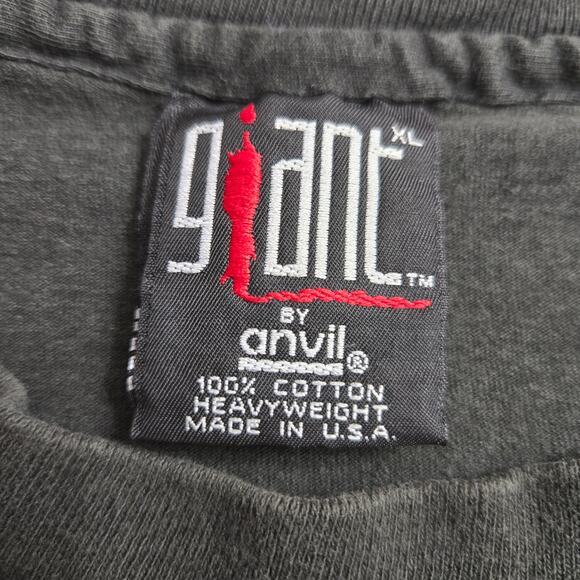 giant XL ™
BY
anvil ®
100% COTTON
HEAVYWEIGHT
MADE IN U.S.A.